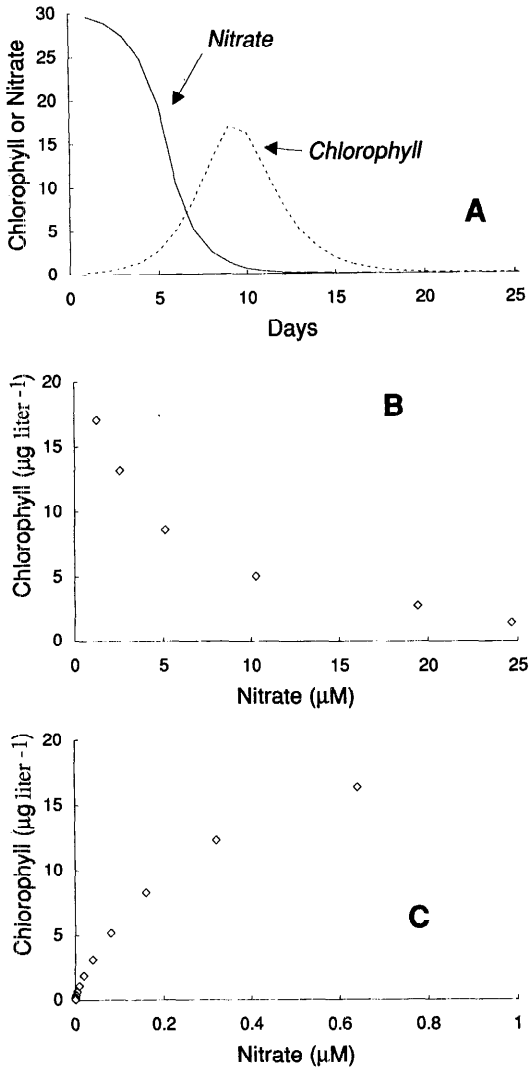 Chlorophyll or Nitrate
30
25
20
15
10
5
0
Nitrate
Chlorophyll
A
0 5 10 15 20 25
Days
Chlorophyll (µg liter -1)
20
15
10
5
0
B
0 5 10 15 20 25
Nitrate (µM)
Chlorophyll (µg liter -1)
20
15
10
5
0
C
0 0.2 0.4 0.6 0.8 1
Nitrate (µM)